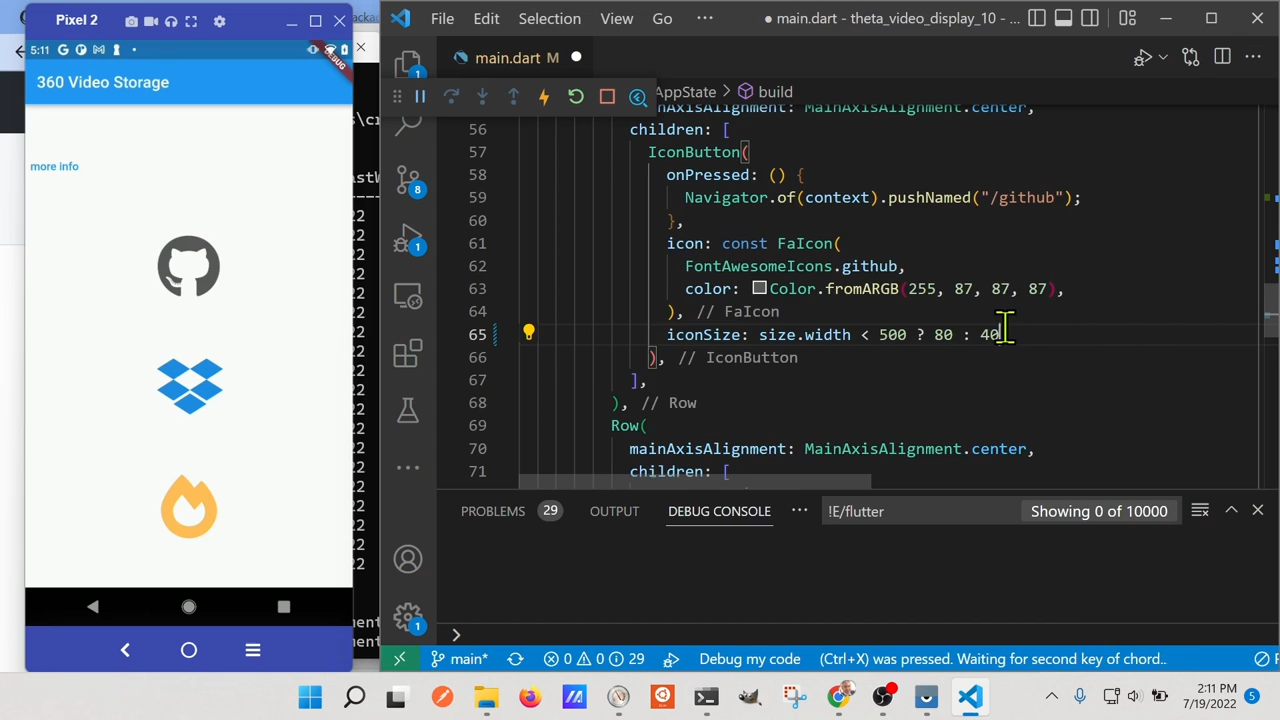 Pixel 2
5:11
DEBUG
360 Video Storage
more info
File Edit Selection View Go ··· ● main.dart - theta_video_display_10 - ...
main.dart M ●
AppState > build
AxisAlignment: MainAxisAlignment.center,
56 children: [
57 IconButton(
58 onPressed: () {
59 Navigator.of(context).pushNamed("/github");
60 },
61 icon: const FaIcon(
62 FontAwesomeIcons.github,
63 color: Color.fromARGB(255, 87, 87, 87),
64 ), // FaIcon
65 iconSize: size.width < 500 ? 80 : 40
66 ), // IconButton
67 ],
68 ), // Row
69 Row(
70 mainAxisAlignment: MainAxisAlignment.center,
71 children: [
PROBLEMS 29 OUTPUT DEBUG CONSOLE ··· !E/flutter Showing 0 of 10000
>
main* 0 0 29 Debug my code (Ctrl+X) was pressed. Waiting for second key of chord..
2:11 PM
7/19/2022
5